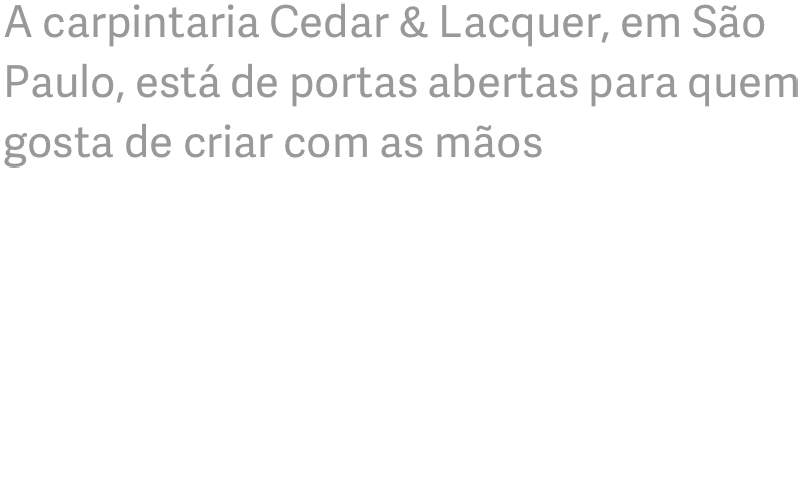 A carpintaria Cedar & Lacquer, em São
Paulo, está de portas abertas para quem
gosta de criar com as mãos